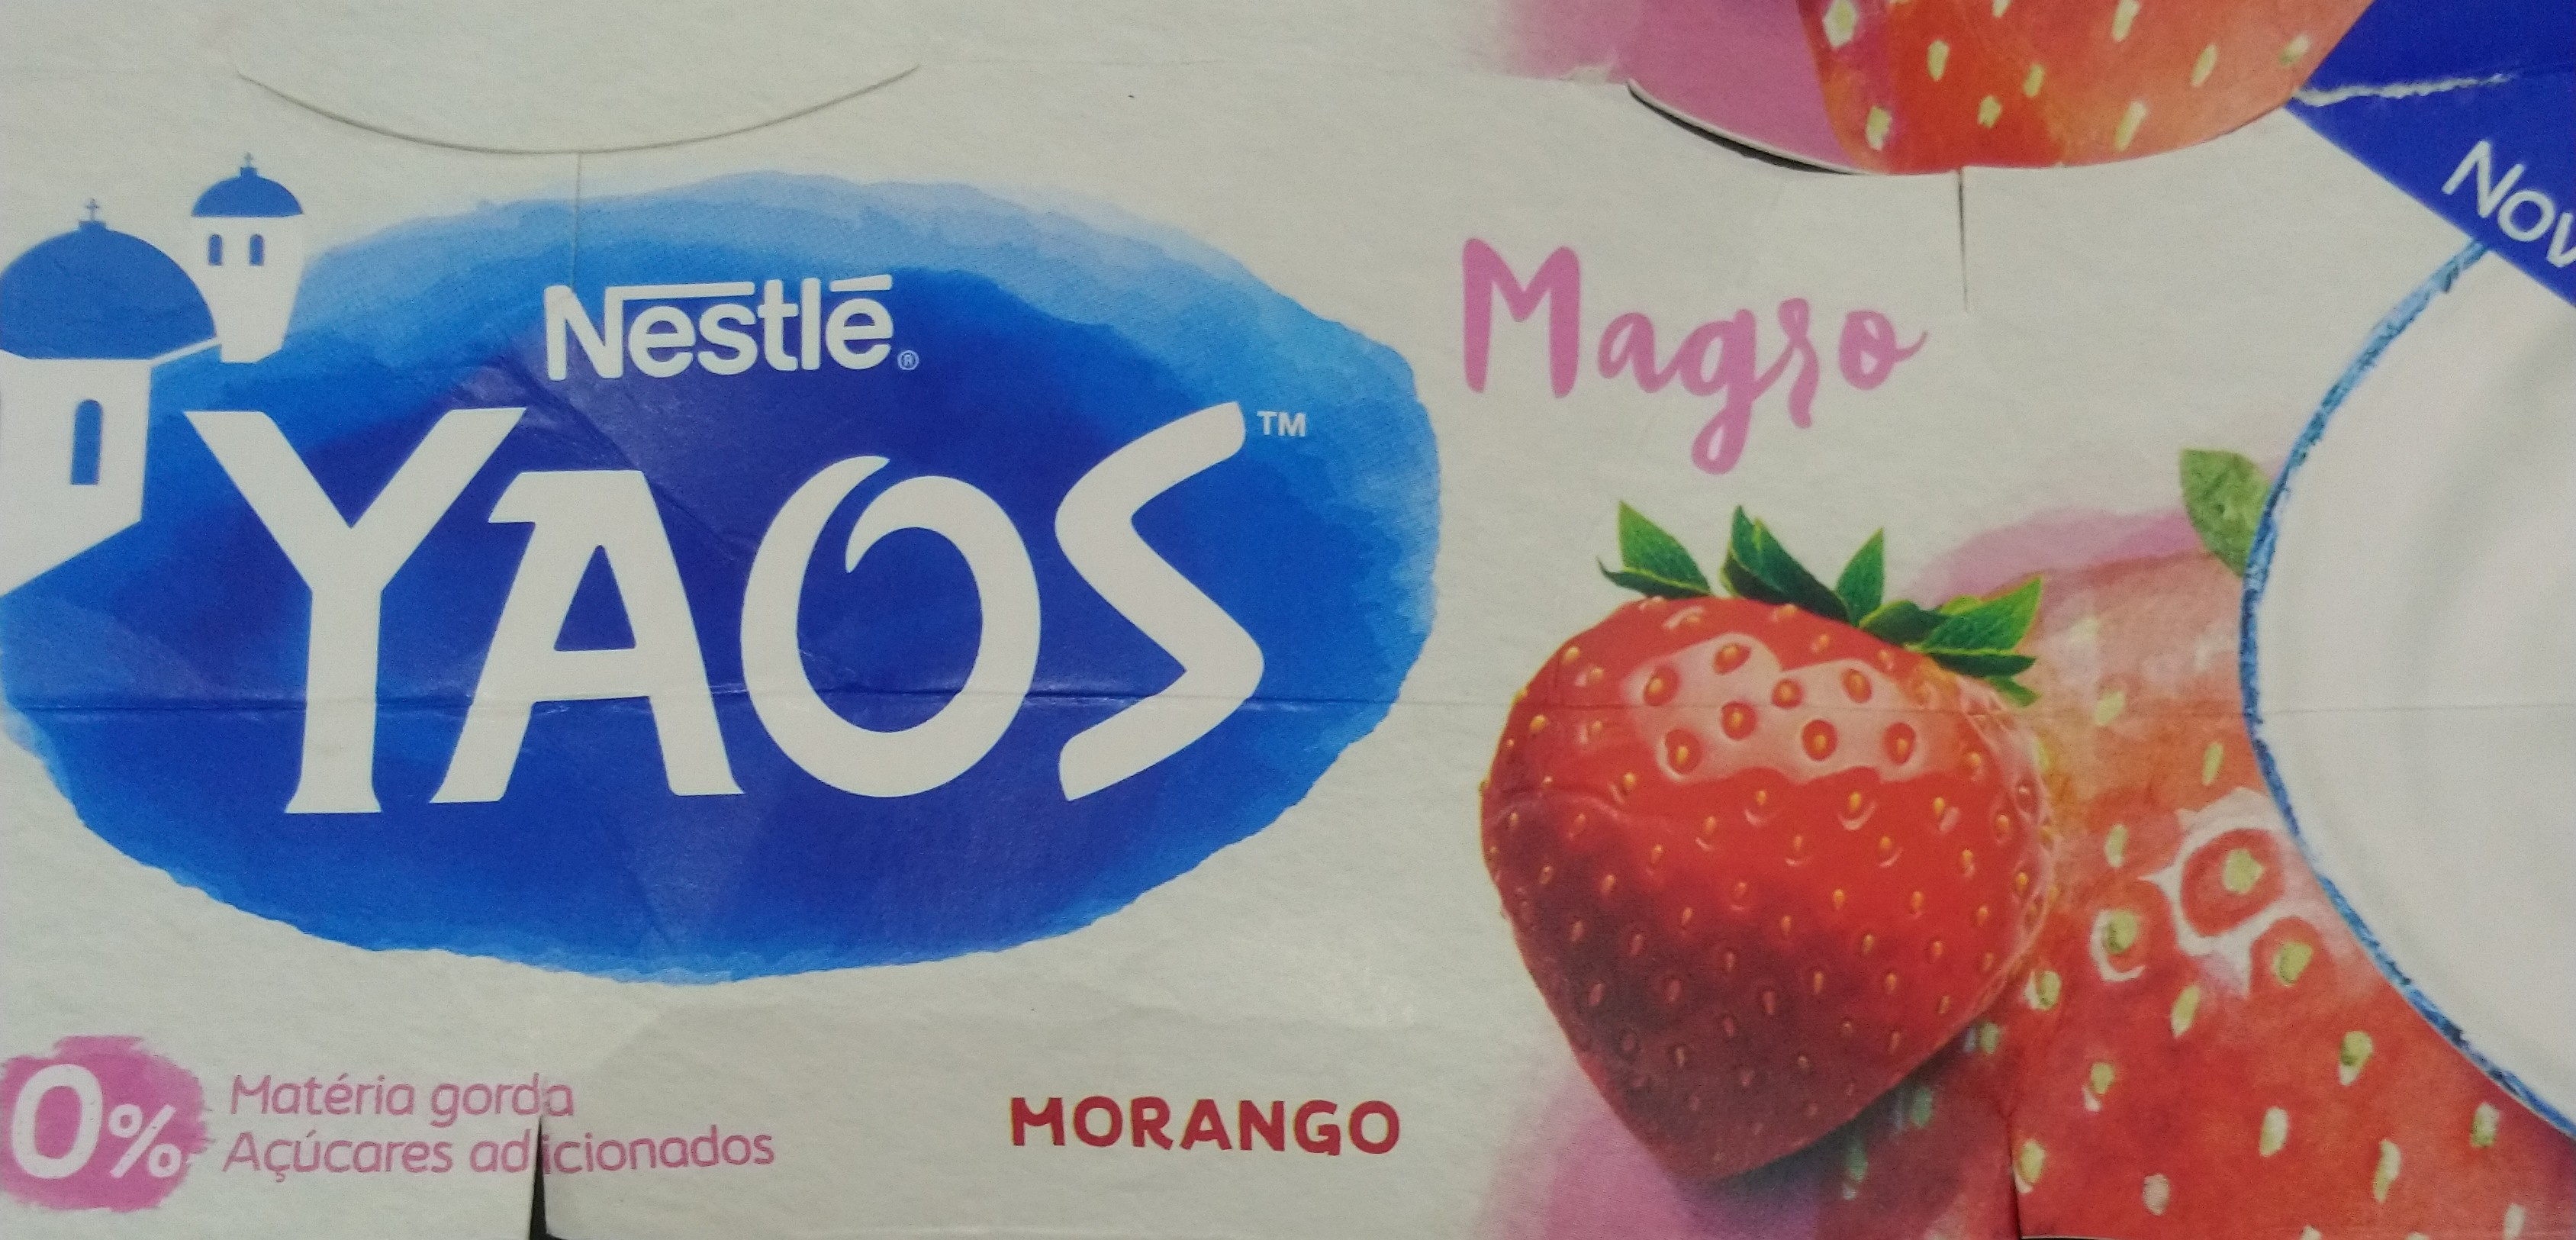 Nestlé®
YAOS™
Magro
0% Matéria gorda
Açúcares adicionados
MORANGO